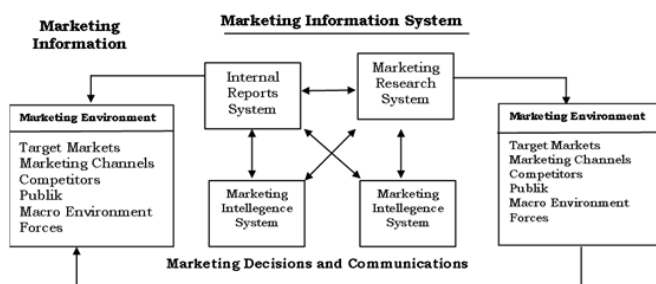 Marketing
Information
Marketing Information System
Internal
Reports
System
Marketing
Research
System
Marketing Environment
Target Markets
Marketing Channels
Competitors
Publik
Macro Environment
Forces
Marketing
Intellegence
System
Marketing
Intellegence
System
Marketing Environment
Target Markets
Marketing Channels
Competitors
Publik
Macro Environment
Forces
Marketing Decisions and Communications